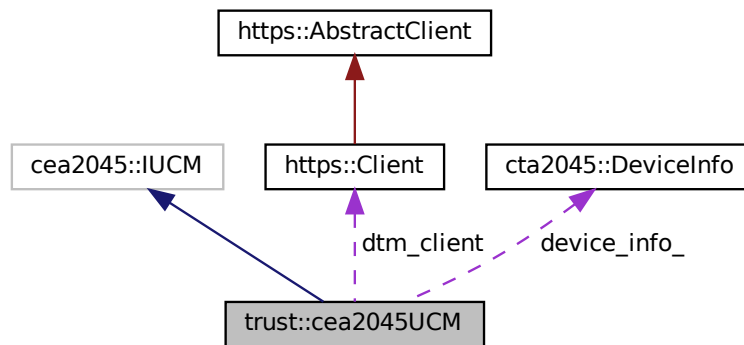 https::AbstractClient
cea2045::IUCM
https::Client
cta2045::DeviceInfo
dtm_client
device_info_
trust::cea2045UCM